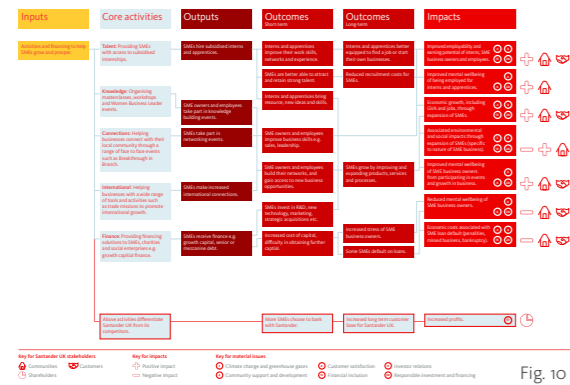 Inputs
Core activities
Outputs
Outcomes
Short-term
Outcomes
Long-term
Impacts
Activities and financing to help
SMEs grow and prosper.
Talent: Providing SMEs
with access to subsidised
internships.
Knowledge: Organising
masterclasses, workshops
and Women Business Leader
events.
Connections: Helping
businesses connect with their
local community through a
range of face to face events
such as Breakthrough in
Branch.
International: Helping
businesses with a wide range
of tools and activities such
as trade missions to promote
international growth.
Finance: Providing financing
solutions to SMEs, charities
and social enterprises e.g.
growth capital finance.
Above activities differentiate
Santander UK from its
competitors.
SMEs hire subsidised interns
and apprentices.
SME owners and employees
take part in knowledge
building events.
SMEs take part in
networking events.
SMEs make increased
international connections.
SMEs receive finance e.g.
growth capital, senior or
mezzanine debt.
Interns and apprentices
improve their work skills,
networks and experience.
SMEs are better able to attract
and retain strong talent.
Interns and apprentices bring
resource, new ideas and skills.
SME owners and employees
improve business skills e.g.
sales, leadership.
SME owners and employees
build their networks, and
gain access to new business
opportunities.
SMEs invest in R&D, new
technology, marketing,
strategic acquisitions etc.
Increased cost of capital,
difficulty in obtaining further
capital.
More SMEs choose to bank
with Santander.
Interns and apprentices better
equipped to find a job or start
their own businesses.
Reduced recruitment costs for
SMEs.
SMEs grow by improving and
expanding products, services
and processes.
Increased stress of SME
business owners.
Some SMEs default on loans.
Increased long-term customer
base for Santander UK.
Improved employability and
earning potential of interns, SME
business owners and employees.
Improved mental wellbeing
of being employed for
interns and apprentices.
Economic growth, including
GVA and jobs, through
expansion of SMEs.
Associated environmental
and social impacts through
expansion of SMEs (specific
to nature of SME business).
Improved mental wellbeing
of SME business owners
from participating in events
and growth in business.
Reduced mental wellbeing of
SME business owners.
Economic costs associated with
SME loan default (penalties,
missed business, bankruptcy).
Increased profits.
Key for Santander UK stakeholders
Communities
Customers
Shareholders
Key for impacts
Positive impact
Negative impact
Key for material issues
Climate change and greenhouse gases
Customer satisfaction
Investor relations
Community support and development
Financial inclusion
Responsible investment and financing
Fig. 10